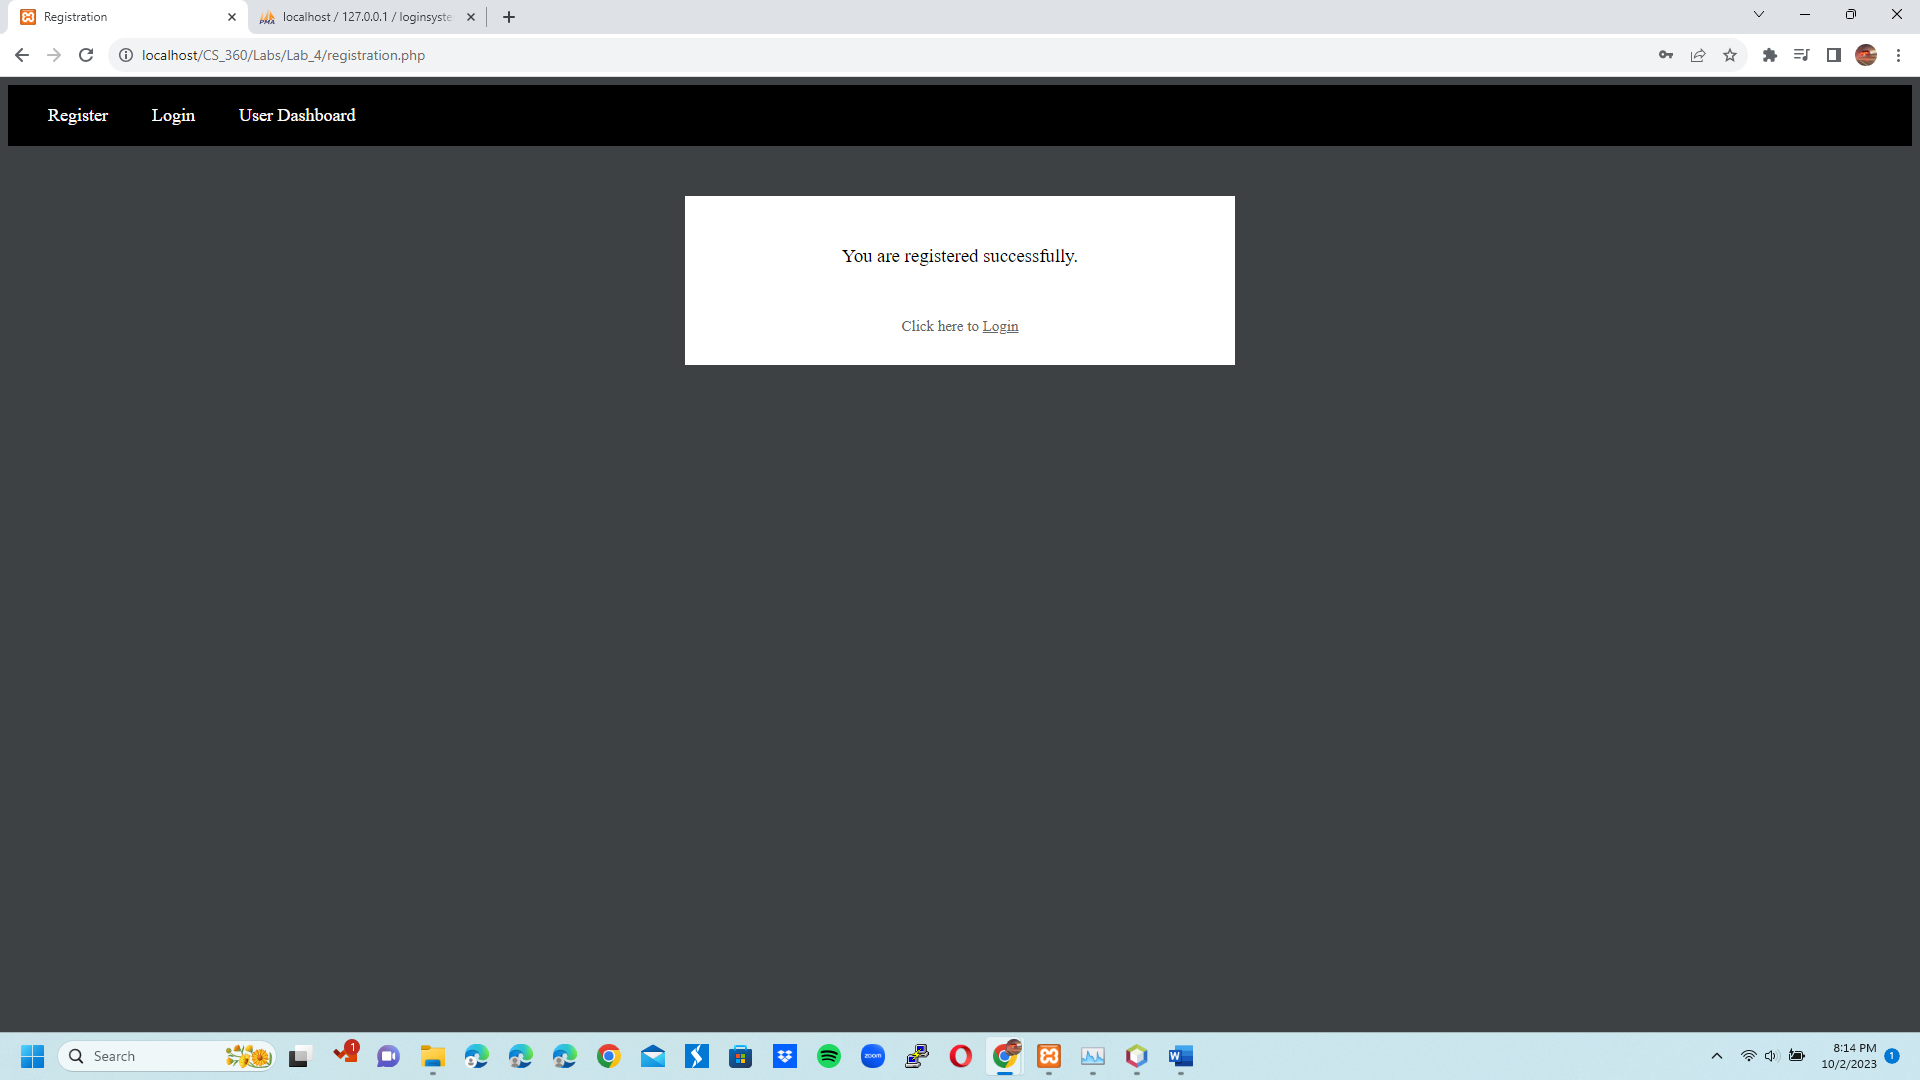 Registration
localhost / 127.0.0.1 / loginsyste
localhost/CS_360/Labs/Lab_4/registration.php
Register Login User Dashboard
You are registered successfully.
Click here to Login
Search
1
zoom
8:14 PM
10/2/2023
1